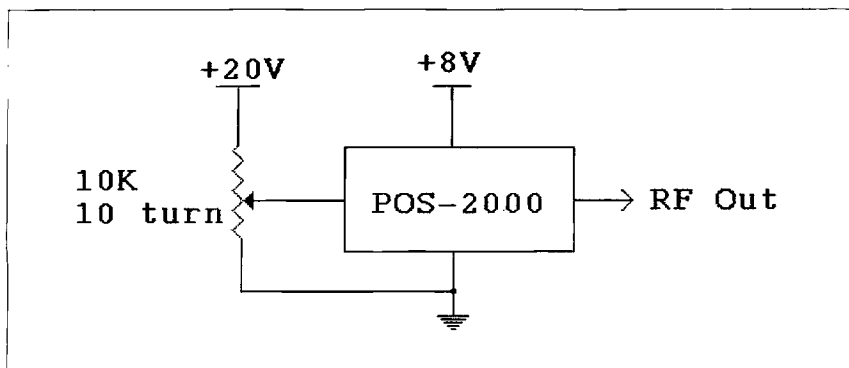 +20V
+8V
10K
10 turn
POS-2000
RF Out